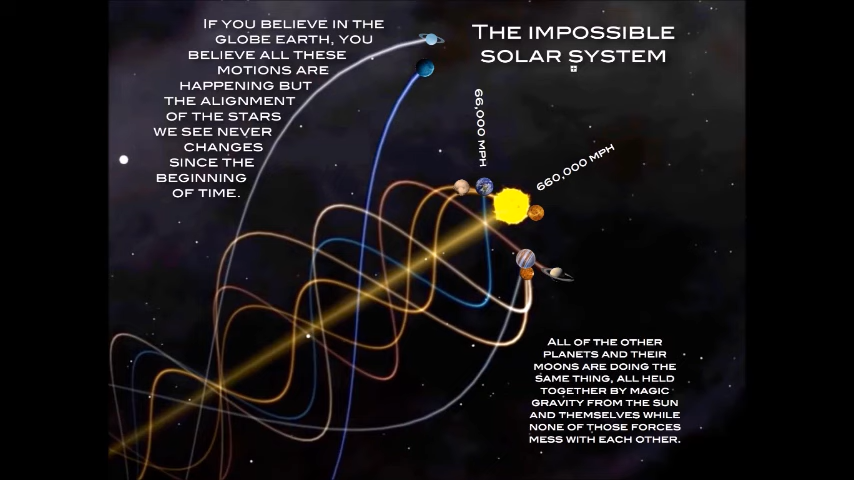 IF YOU BELIEVE IN THE
GLOBE EARTH, YOU
BELIEVE ALL THESE
MOTIONS ARE
HAPPENING BUT
THE ALIGNMENT
OF THE STARS
WE SEE NEVER
CHANGES
SINCE THE
BEGINNING
OF TIME.
THE IMPOSSIBLE
SOLAR SYSTEM
66,000 MPH
660,000 MPH
ALL OF THE OTHER
PLANETS AND THEIR
MOONS ARE DOING THE
SAME THING, ALL HELD
TOGETHER BY MAGIC
GRAVITY FROM THE SUN
AND THEMSELVES WHILE
NONE OF THOSE FORCES
MESS WITH EACH OTHER.